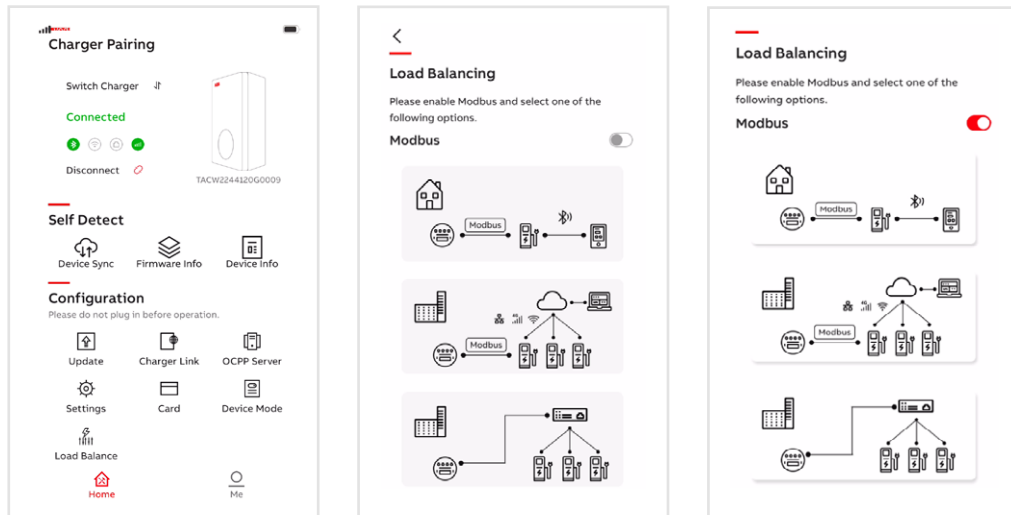 Charger Pairing
Switch Charger
Connected
Disconnect
TACW2244120G0009
Self Detect
Device Sync
Firmware Info
Device Info
Configuration
Please do not plug in before operation.
Update
Charger Link
OCPP Server
Settings
Card
Device Mode
Load Balance
Home
Me
Load Balancing
Please enable Modbus and select one of the
following options.
Modbus
Modbus
4G
Modbus
Load Balancing
Please enable Modbus and select one of the
following options.
Modbus
Modbus
4G
Modbus